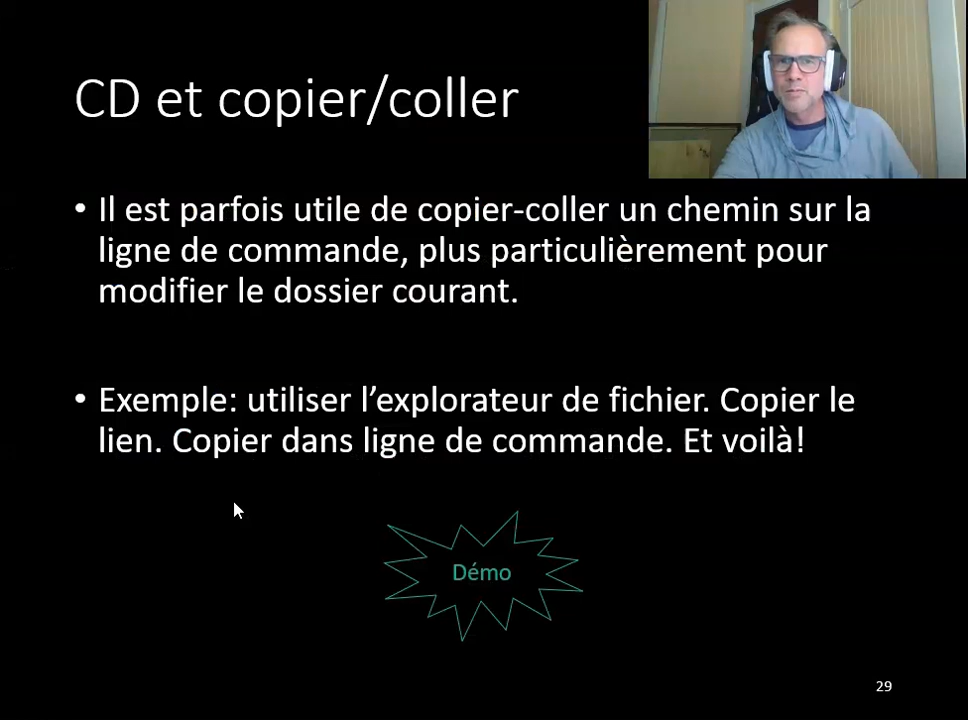 CD et copier/coller
• Il est parfois utile de copier-coller un chemin sur la
ligne de commande, plus particulièrement pour
modifier le dossier courant.
• Exemple: utiliser l’explorateur de fichier. Copier le
lien. Copier dans ligne de commande. Et voilà!
Démo
29